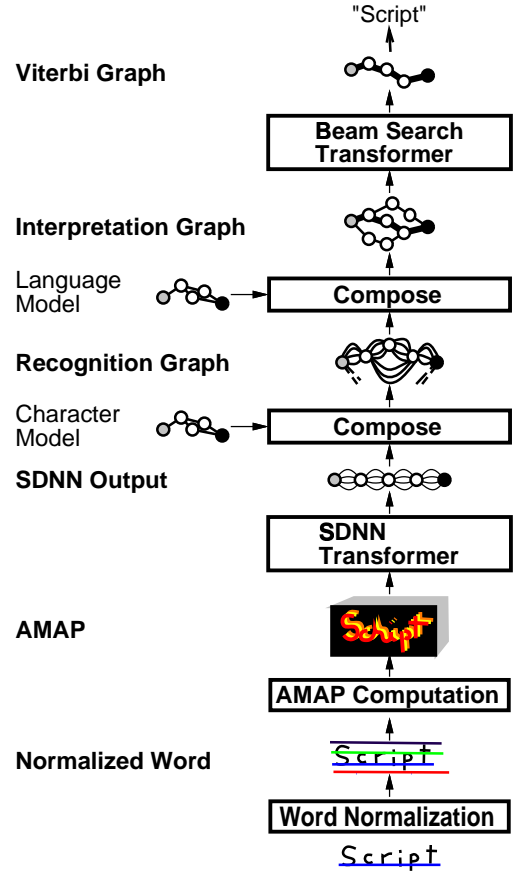 "Script"
Viterbi Graph
Beam Search
Transformer
Interpretation Graph
Language
Model
Compose
Recognition Graph
Character
Model
Compose
SDNN Output
SDNN
Transformer
AMAP
Script
AMAP Computation
Normalized Word
Script
Word Normalization
Script